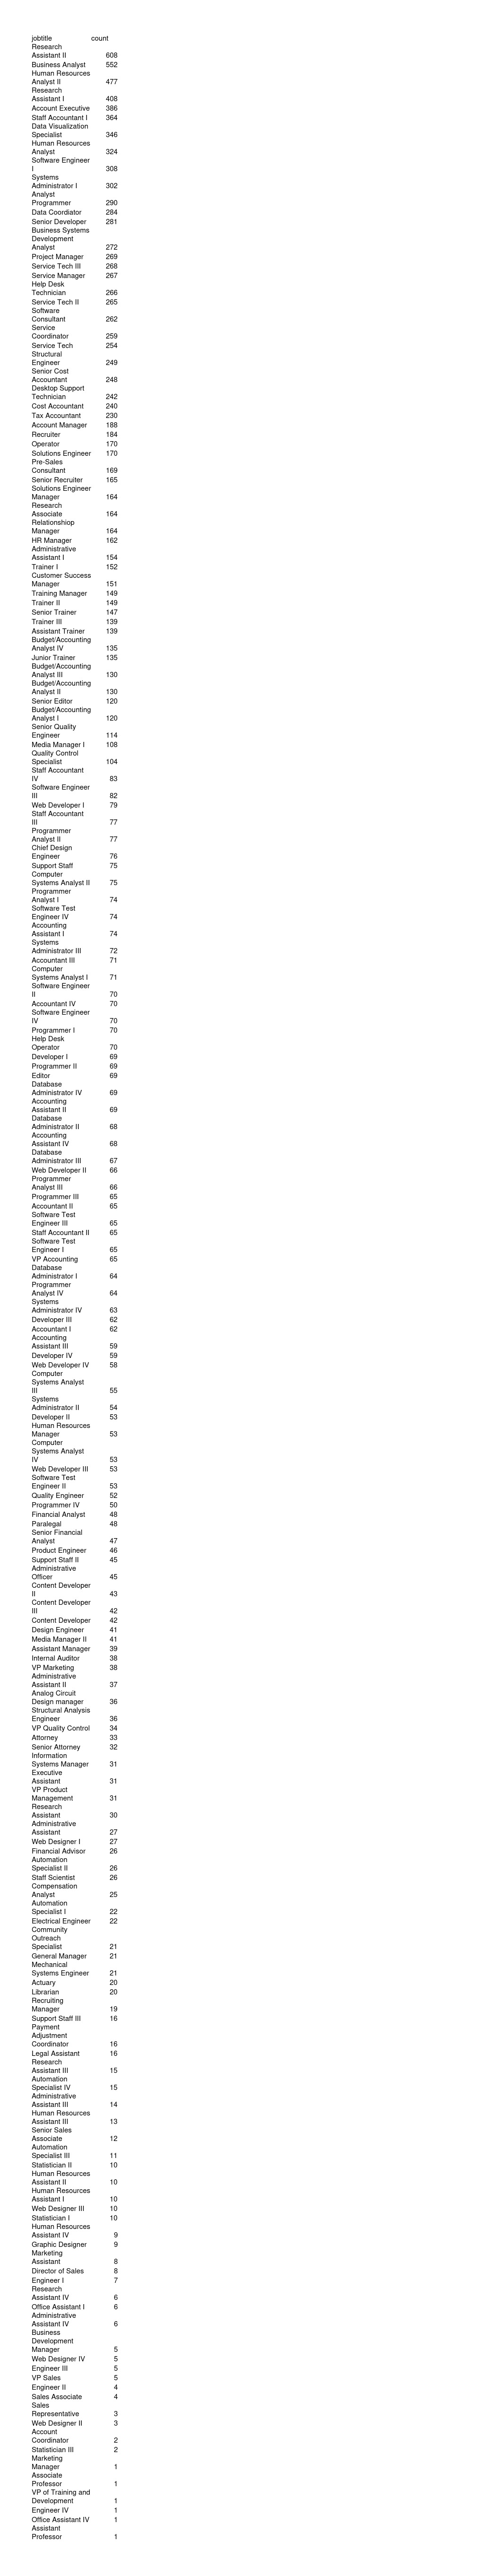 jobtitle count
Research
Assistant II 608
Business Analyst 552
Human Resources
Analyst II 477
Research
Assistant I 408
Account Executive 386
Staff Accountant I 364
Data Visualization
Specialist 346
Human Resources
Analyst 324
Software Engineer
I 308
Systems
Administrator I 302
Analyst
Programmer 290
Data Coordiator 284
Senior Developer 281
Business Systems
Development
Analyst 272
Project Manager 269
Service Tech III 268
Service Manager 267
Help Desk
Technician 266
Service Tech II 265
Software
Consultant 262
Service
Coordinator 259
Service Tech 254
Structural
Engineer 249
Senior Cost
Accountant 248
Desktop Support
Technician 242
Cost Accountant 240
Tax Accountant 230
Account Manager 188
Recruiter 184
Operator 170
Solutions Engineer 170
Pre-Sales
Consultant 169
Senior Recruiter 165
Solutions Engineer
Manager 164
Research
Associate 164
Relationshiop
Manager 164
HR Manager 162
Administrative
Assistant I 154
Trainer I 152
Customer Success
Manager 151
Training Manager 149
Trainer II 149
Senior Trainer 147
Trainer III 139
Assistant Trainer 139
Budget/Accounting
Analyst IV 135
Junior Trainer 135
Budget/Accounting
Analyst III 130
Budget/Accounting
Analyst II 130
Senior Editor 120
Budget/Accounting
Analyst I 120
Senior Quality
Engineer 114
Media Manager I 108
Quality Control
Specialist 104
Staff Accountant
IV 83
Software Engineer
III 82
Web Developer I 79
Staff Accountant
III 77
Programmer
Analyst II 77
Chief Design
Engineer 76
Support Staff 75
Computer
Systems Analyst II 75
Programmer
Analyst I 74
Software Test
Engineer IV 74
Accounting
Assistant I 74
Systems
Administrator III 72
Accountant III 71
Computer
Systems Analyst I 71
Software Engineer
II 70
Accountant IV 70
Software Engineer
IV 70
Programmer I 70
Help Desk
Operator 70
Developer I 69
Programmer II 69
Editor 69
Database
Administrator IV 69
Accounting
Assistant II 69
Database
Administrator II 68
Accounting
Assistant IV 68
Database
Administrator III 67
Web Developer II 66
Programmer
Analyst III 66
Programmer III 65
Accountant II 65
Software Test
Engineer III 65
Staff Accountant II 65
Software Test
Engineer I 65
VP Accounting 65
Database
Administrator I 64
Programmer
Analyst IV 64
Systems
Administrator IV 63
Developer III 62
Accountant I 62
Accounting
Assistant III 59
Developer IV 59
Web Developer IV 58
Computer
Systems Analyst
III 55
Systems
Administrator II 54
Developer II 53
Human Resources
Manager 53
Computer
Systems Analyst
IV 53
Web Developer III 53
Software Test
Engineer II 53
Quality Engineer 52
Programmer IV 50
Financial Analyst 48
Paralegal 48
Senior Financial
Analyst 47
Product Engineer 46
Support Staff II 45
Administrative
Officer 45
Content Developer
II 43
Content Developer
III 42
Content Developer 42
Design Engineer 41
Media Manager II 41
Assistant Manager 39
Internal Auditor 38
VP Marketing 38
Administrative
Assistant II 37
Analog Circuit
Design manager 36
Structural Analysis
Engineer 36
VP Quality Control 34
Attorney 33
Senior Attorney 32
Information
Systems Manager 31
Executive
Assistant 31
VP Product
Management 31
Research
Assistant 30
Administrative
Assistant 27
Web Designer I 27
Financial Advisor 26
Automation
Specialist II 26
Staff Scientist 26
Compensation
Analyst 25
Automation
Specialist I 22
Electrical Engineer 22
Community
Outreach
Specialist 21
General Manager 21
Mechanical
Systems Engineer 21
Actuary 20
Librarian 20
Recruiting
Manager 19
Support Staff III 16
Payment
Adjustment
Coordinator 16
Legal Assistant 16
Research
Assistant III 15
Automation
Specialist IV 15
Administrative
Assistant III 14
Human Resources
Assistant III 13
Senior Sales
Associate 12
Automation
Specialist III 11
Statistician II 10
Human Resources
Assistant II 10
Human Resources
Assistant I 10
Web Designer III 10
Statistician I 10
Human Resources
Assistant IV 9
Graphic Designer 9
Marketing
Assistant 8
Director of Sales 8
Engineer I 7
Research
Assistant IV 6
Office Assistant I 6
Administrative
Assistant IV 6
Business
Development
Manager 5
Web Designer IV 5
Engineer III 5
VP Sales 5
Engineer II 4
Sales Associate 4
Sales
Representative 3
Web Designer II 3
Account
Coordinator 2
Statistician III 2
Marketing
Manager 1
Associate
Professor 1
VP of Training and
Development 1
Engineer IV 1
Office Assistant IV 1
Assistant
Professor 1